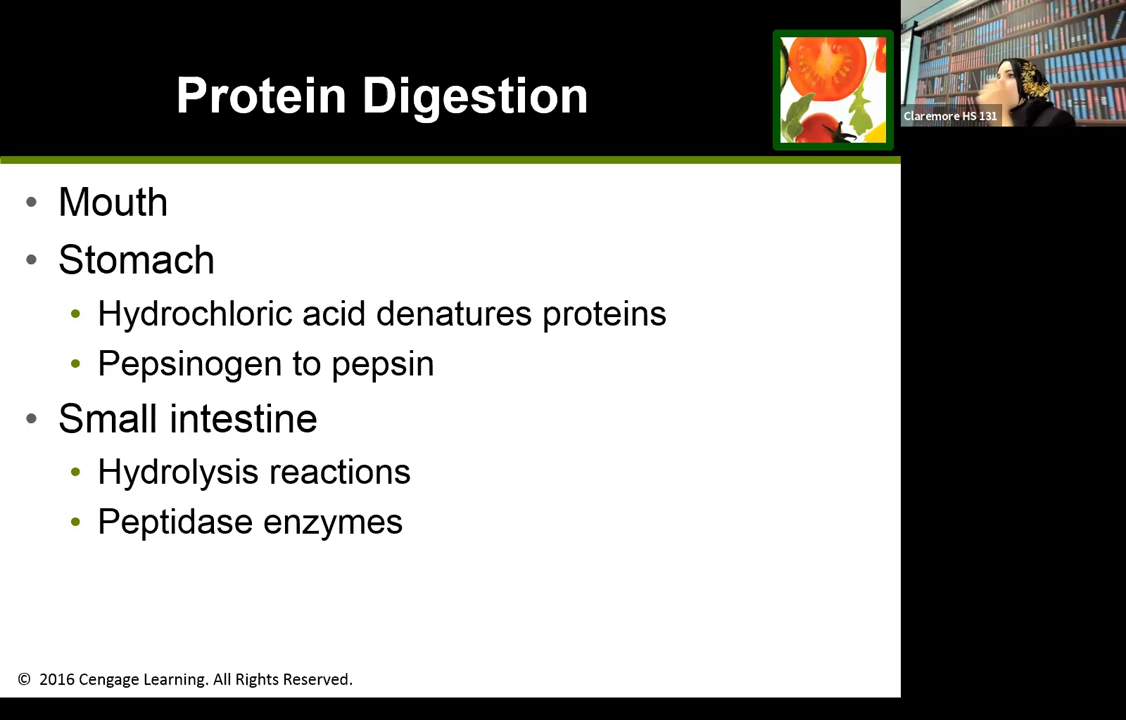 Protein Digestion
Claremore HS 131
• Mouth
• Stomach
• Hydrochloric acid denatures proteins
• Pepsinogen to pepsin
• Small intestine
• Hydrolysis reactions
• Peptidase enzymes
© 2016 Cengage Learning. All Rights Reserved.